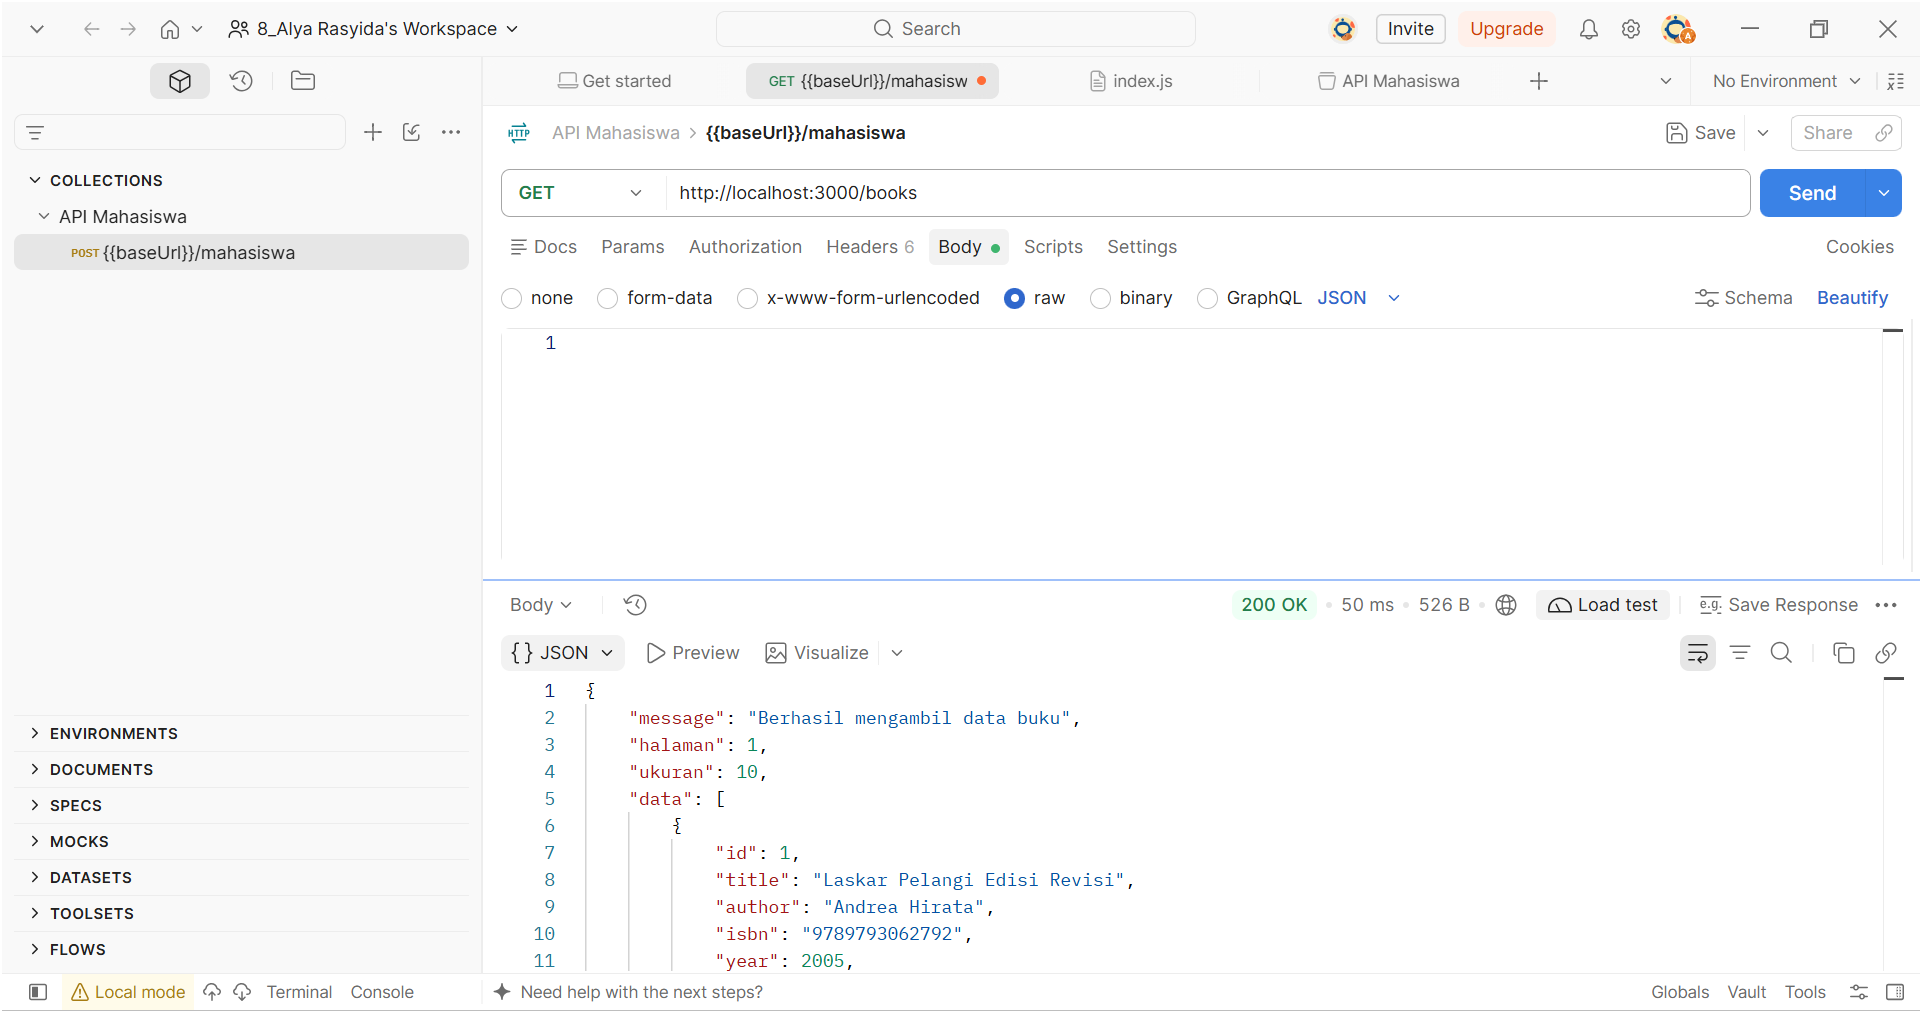 8_Alya Rasyida's Workspace
Search
Invite
Upgrade
Get started
GET {{baseUrl}}/mahasisw
index.js
API Mahasiswa
No Environment
API Mahasiswa > {{baseUrl}}/mahasiswa
Save
Share
COLLECTIONS
API Mahasiswa
POST {{baseUrl}}/mahasiswa
HTTP
GET
http://localhost:3000/books
Send
Docs
Params
Authorization
Headers 6
Body
Scripts
Settings
Cookies
none
form-data
x-www-form-urlencoded
raw
binary
GraphQL
JSON
Schema
Beautify
1
Body
200 OK
50 ms
526 B
Load test
e.g. Save Response
{} JSON
Preview
Visualize
1 {
2 "message": "Berhasil mengambil data buku",
3 "halaman": 1,
4 "ukuran": 10,
5 "data": [
6 {
7 "id": 1,
8 "title": "Laskar Pelangi Edisi Revisi",
9 "author": "Andrea Hirata",
10 "isbn": "9789793062792",
11 "year": 2005,
ENVIRONMENTS
DOCUMENTS
SPECS
MOCKS
DATASETS
TOOLSETS
FLOWS
Local mode
Terminal
Console
Need help with the next steps?
Globals
Vault
Tools